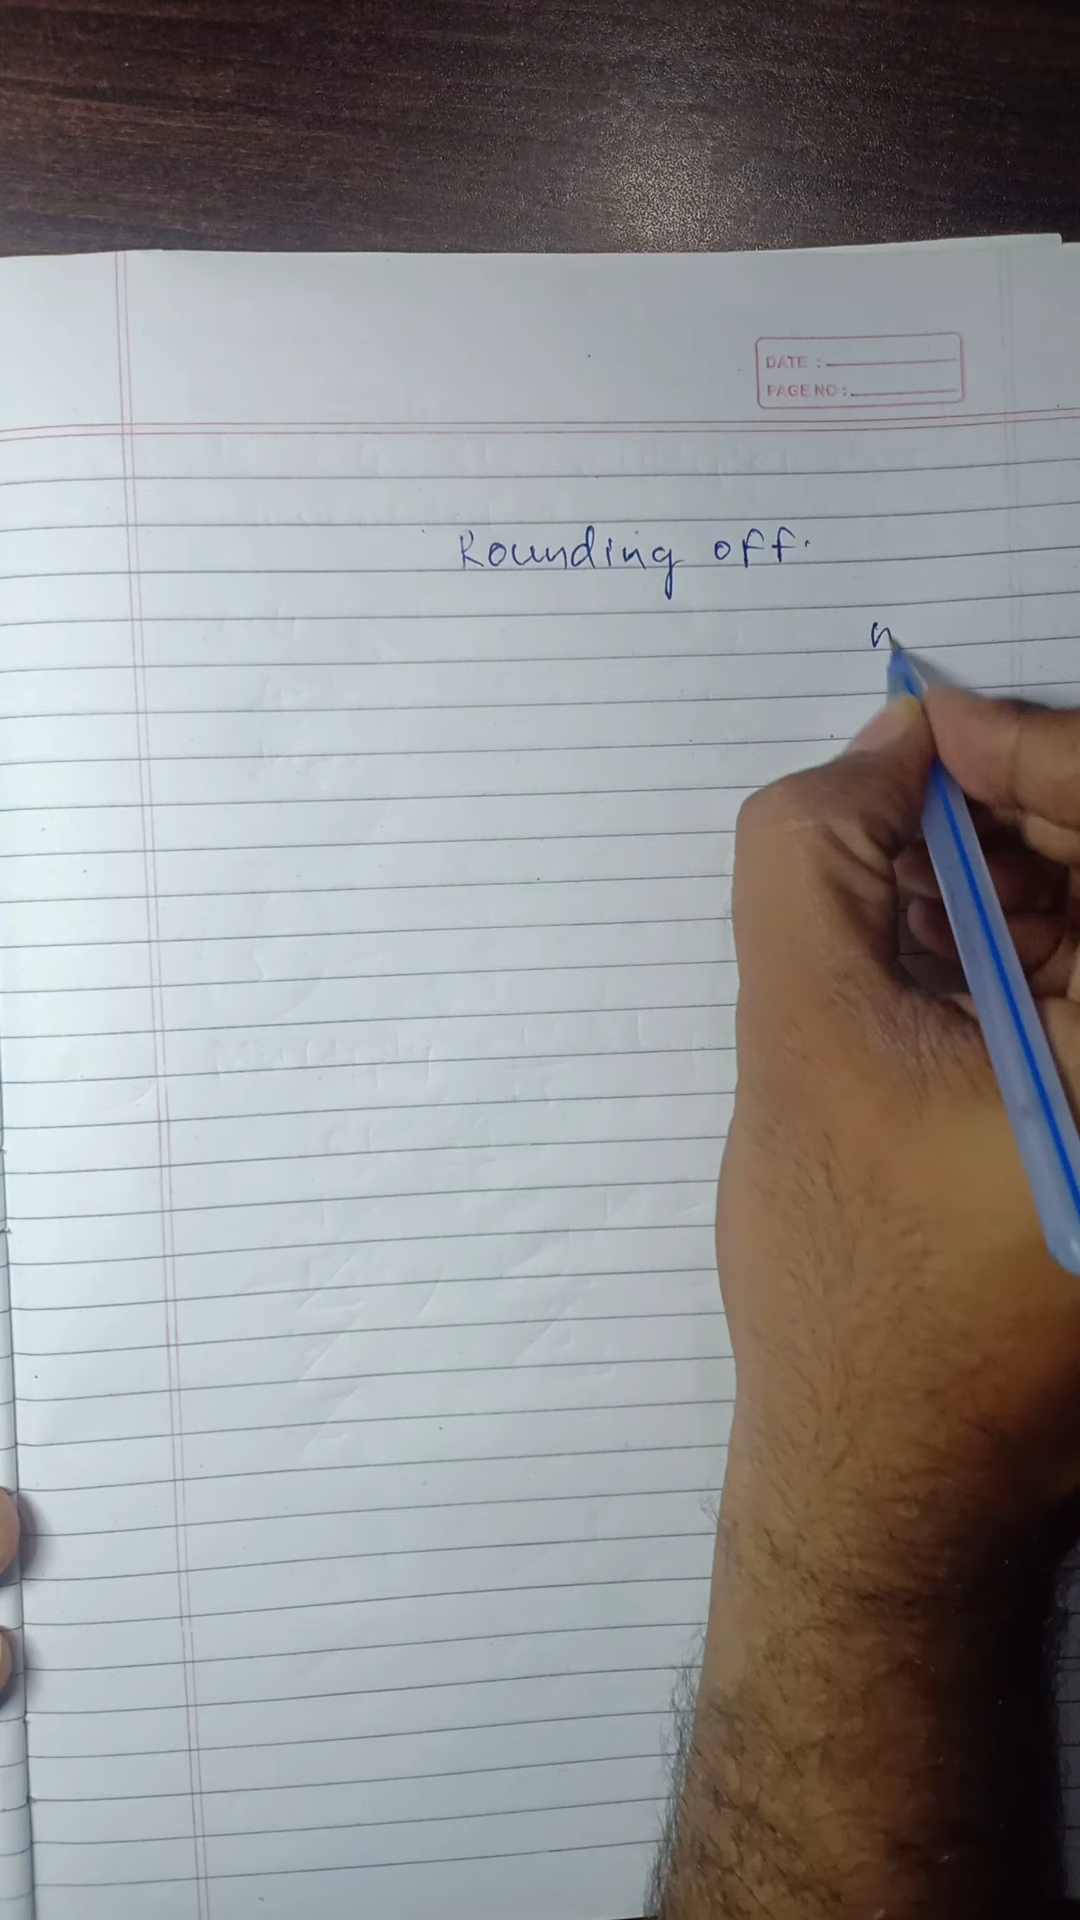 DATE :
PAGE NO :
Rounding off.